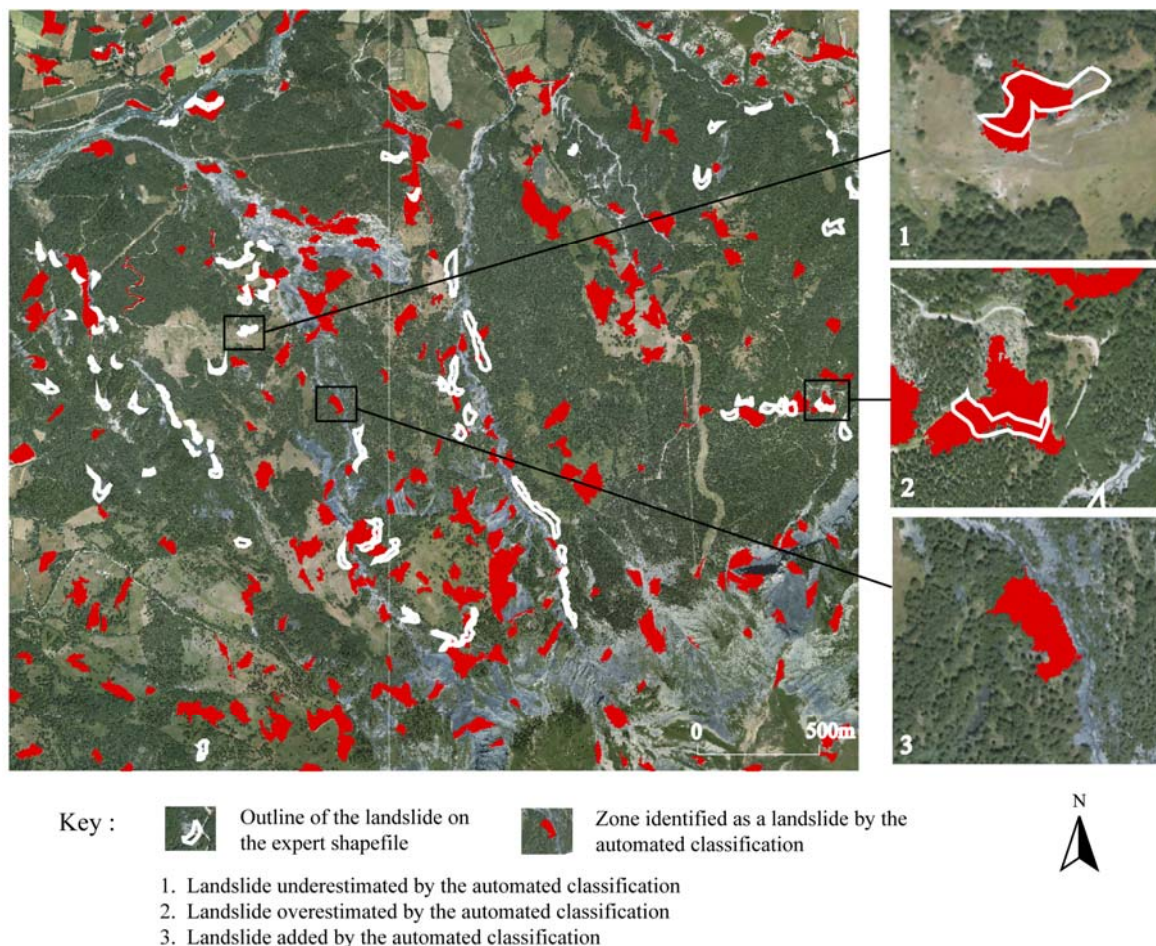 1
2
0 500m
3
Key :
Outline of the landslide on
the expert shapefile
Zone identified as a landslide by the
automated classification
N
1. Landslide underestimated by the automated classification
2. Landslide overestimated by the automated classification
3. Landslide added by the automated classification